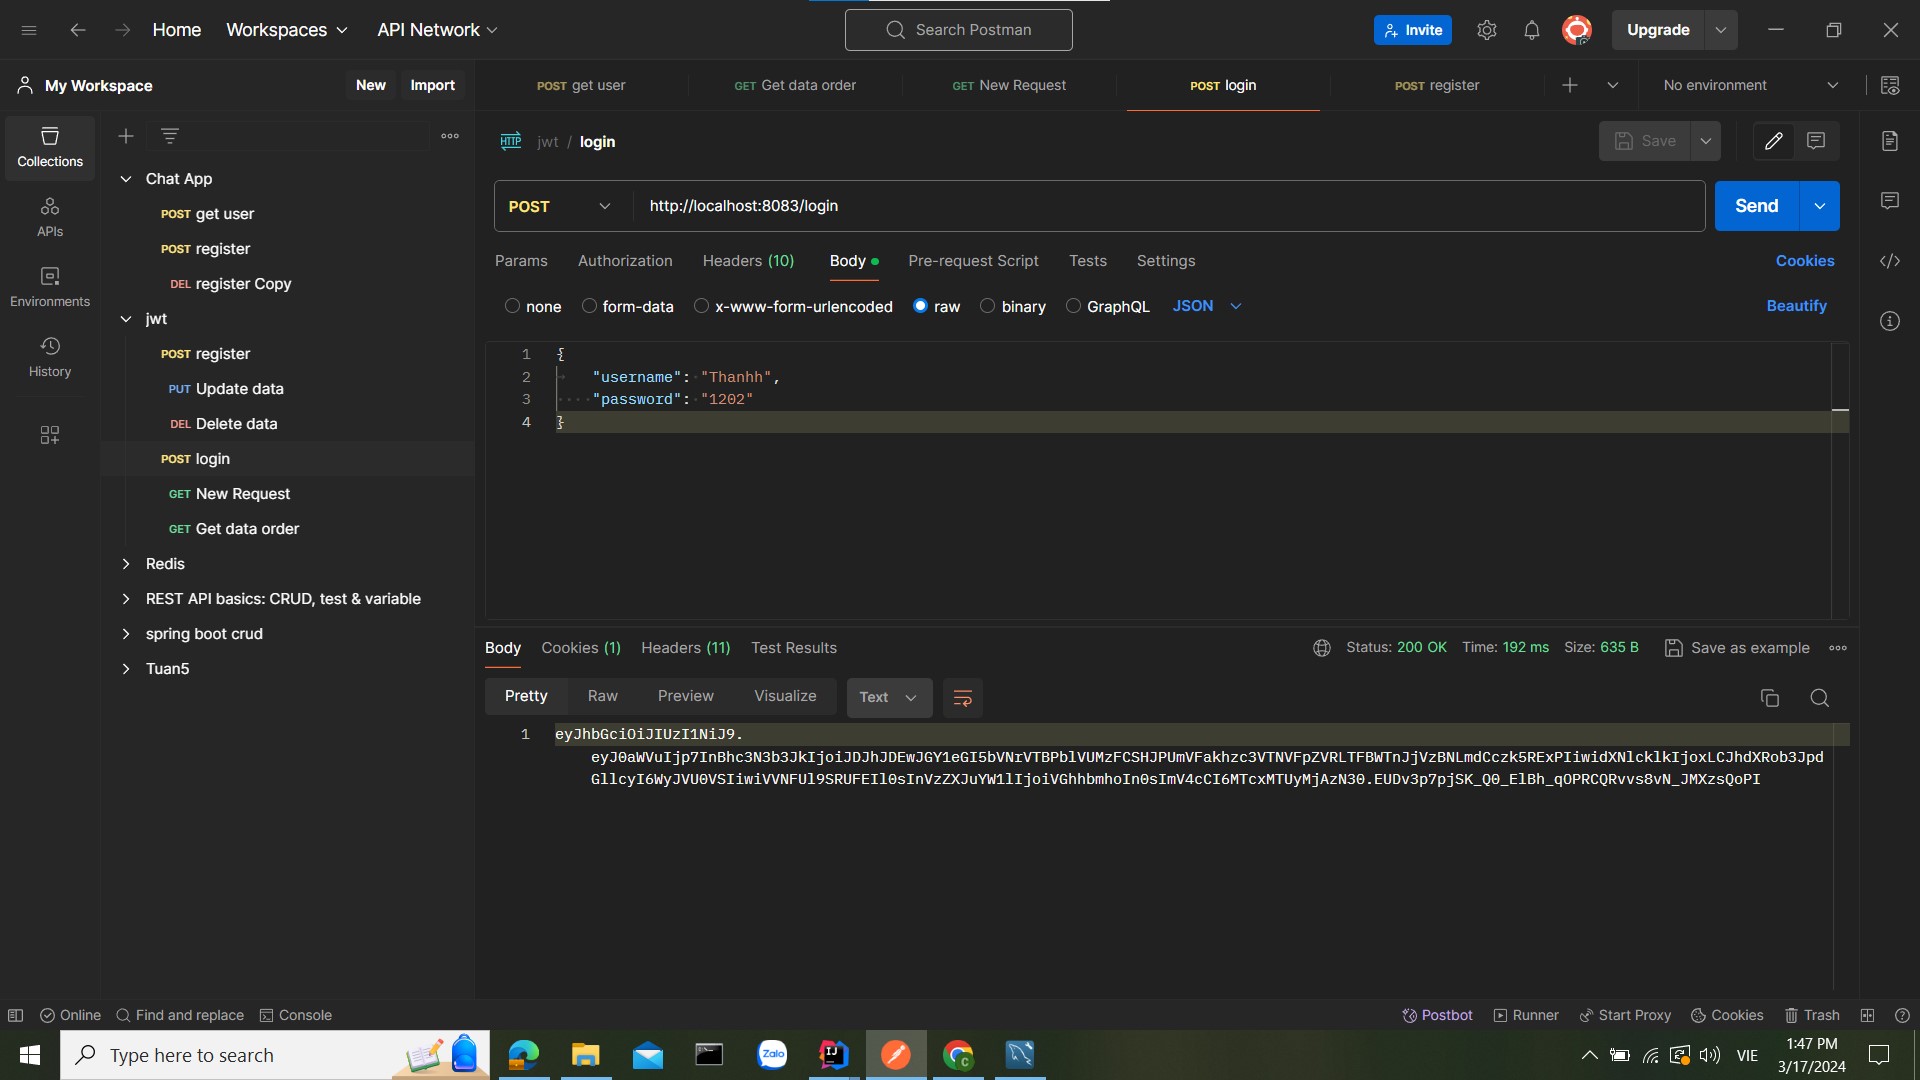 Home
Workspaces
API Network
Search Postman
Invite
Upgrade
My Workspace
New
Import
POST get user
GET Get data order
GET New Request
POST login
POST register
No environment
Collections
APIs
Environments
History
Chat App
POST get user
POST register
DEL register Copy
jwt
POST register
PUT Update data
DEL Delete data
POST login
GET New Request
GET Get data order
Redis
REST API basics: CRUD, test & variable
spring boot crud
Tuan5
HTTP jwt / login
Save
POST
http://localhost:8083/login
Send
Params
Authorization
Headers (10)
Body
Pre-request Script
Tests
Settings
Cookies
none
form-data
x-www-form-urlencoded
raw
binary
GraphQL
JSON
Beautify
1 {
2 "username": "Thanhh",
3 "password": "1202"
4 }
Body
Cookies (1)
Headers (11)
Test Results
Status: 200 OK
Time: 192 ms
Size: 635 B
Save as example
Pretty
Raw
Preview
Visualize
Text
1 eyJhbGciOiJIUzI1NiJ9.
eyJ0aWVuIjp7InBhc3N3b3JkIjoiJDJhJDEwJGY1eGI5bVNrVTBPblVUMzFCSHJPUmVFakhzc3VTNVFpZVRLTFBWTnJjVzBNLmdCczk5RExPIiwidXNlcklkIjoxLCJhdXRob3Jpd
GllcyI6WyJVU0VSIiwiVVNFUl9SRUFEIl0sInVzZXJuYW1lIjoiVGhhbmhoIn0sImV4cCI6MTcxMTUyMjAzN30.EUDv3p7pjSK_Q0_ElBh_qOPRCQRvvs8vN_JMXzsQoPI
Online
Find and replace
Console
Postbot
Runner
Start Proxy
Cookies
Trash
Type here to search
Zalo
VIE
1:47 PM
3/17/2024